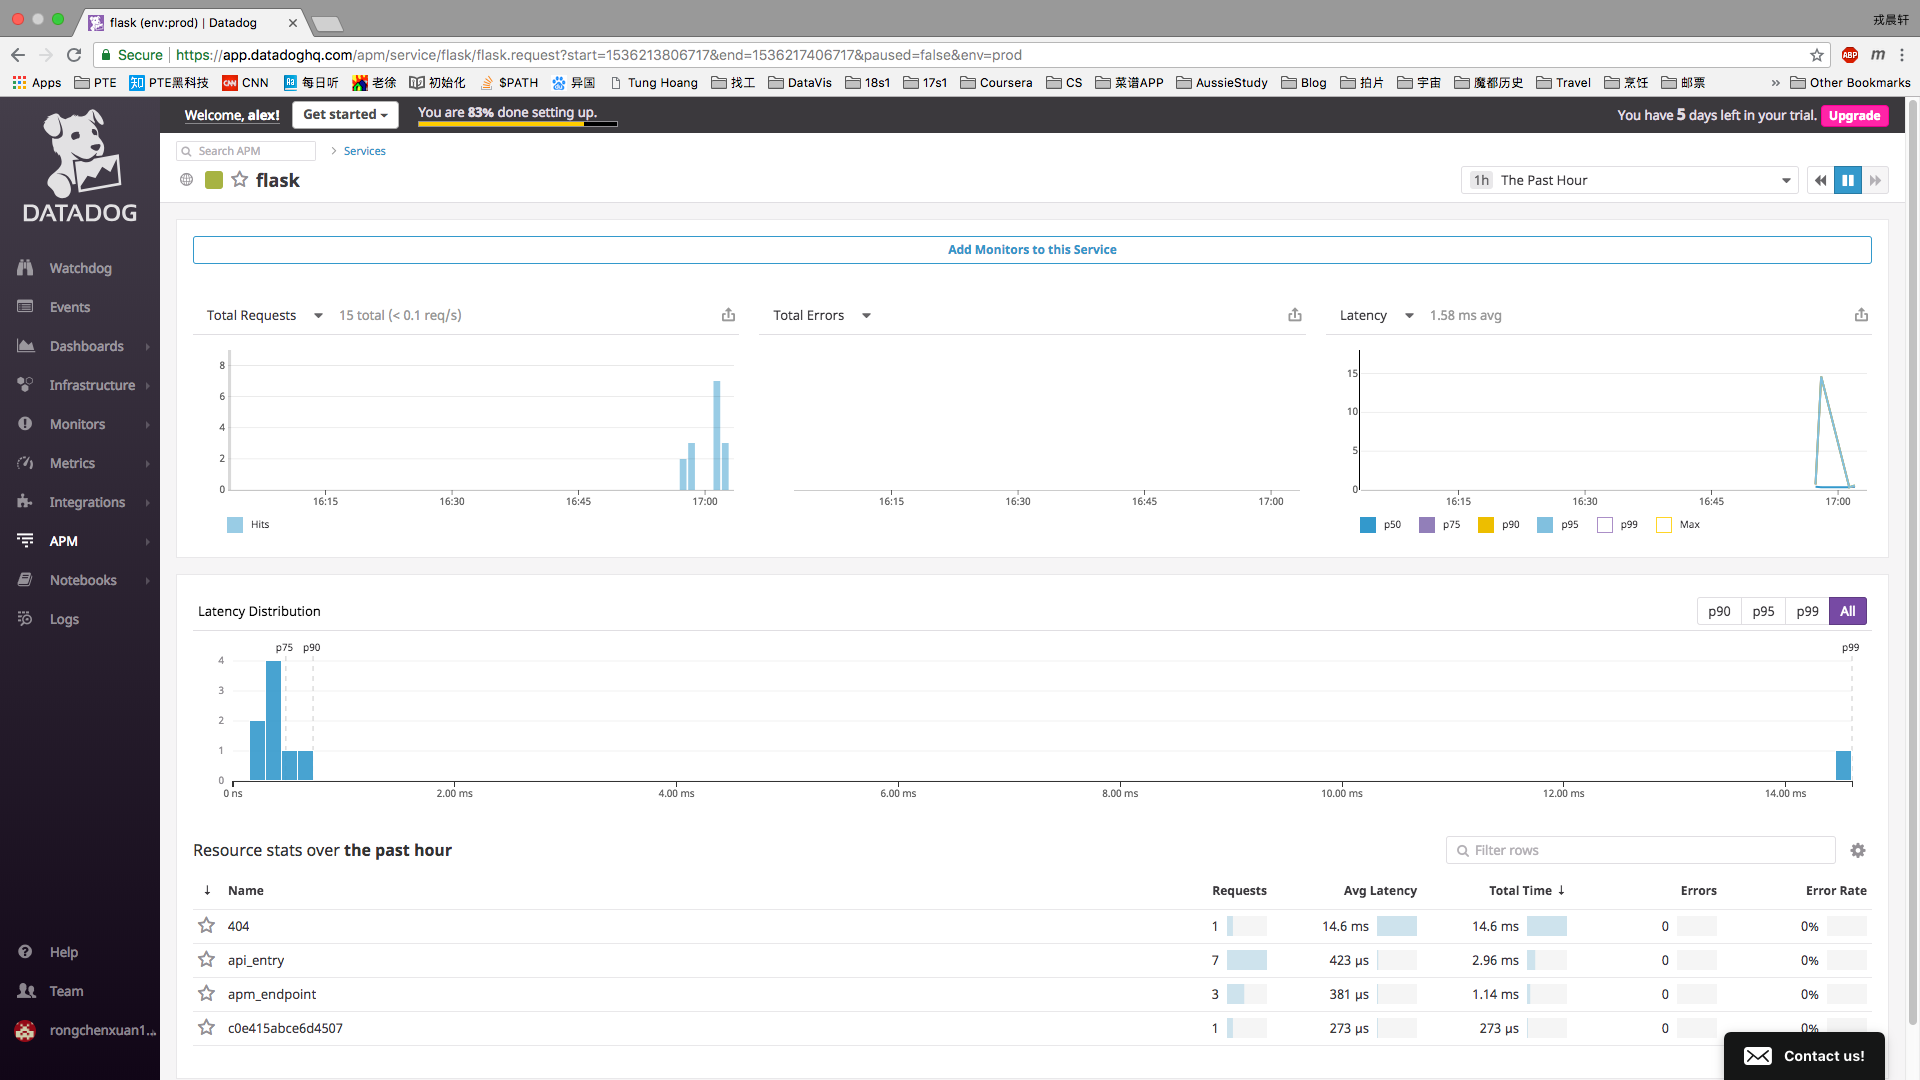 flask (env:prod) | Datadog
戎晨轩
Secure https://app.datadoghq.com/apm/service/flask/flask.request?start=1536213806717&end=1536217406717&paused=false&env=prod ABP m
Apps PTE 知 PTE黑科技 CNN CNN 每日听 老徐 初始化 $PATH 异国 Tung Hoang 找工 DataVis 18s1 17s1 Coursera CS 菜谱APP AussieStudy Blog 拍片 宇宙 魔都历史 Travel 烹饪 邮票 » Other Bookmarks
DATADOG
Watchdog
Events
Dashboards
Infrastructure
Monitors
Metrics
Integrations
APM
Notebooks
Logs
Help
Team
rongchenxuan1...
Welcome, alex! Get started You are 83% done setting up. You have 5 days left in your trial. Upgrade
Search APM > Services
flask 1h The Past Hour
Add Monitors to this Service
Total Requests 15 total (< 0.1 req/s)
8
6
4
2
0
16:15 16:30 16:45 17:00
Hits
Total Errors
16:15 16:30 16:45 17:00
Latency 1.58 ms avg
15
10
5
0
16:15 16:30 16:45 17:00
p50 p75 p90 p95 p99 Max
Latency Distribution p90 p95 p99 All
p75 p90 p99
4
3
2
1
0
0 ns 2.00 ms 4.00 ms 6.00 ms 8.00 ms 10.00 ms 12.00 ms 14.00 ms
Resource stats over the past hour Filter rows
↓ Name Requests Avg Latency Total Time ↓ Errors Error Rate
404 1 14.6 ms 14.6 ms 0 0%
api_entry 7 423 µs 2.96 ms 0 0%
apm_endpoint 3 381 µs 1.14 ms 0 0%
c0e415abce6d4507 1 273 µs 273 µs 0 0%
Contact us!